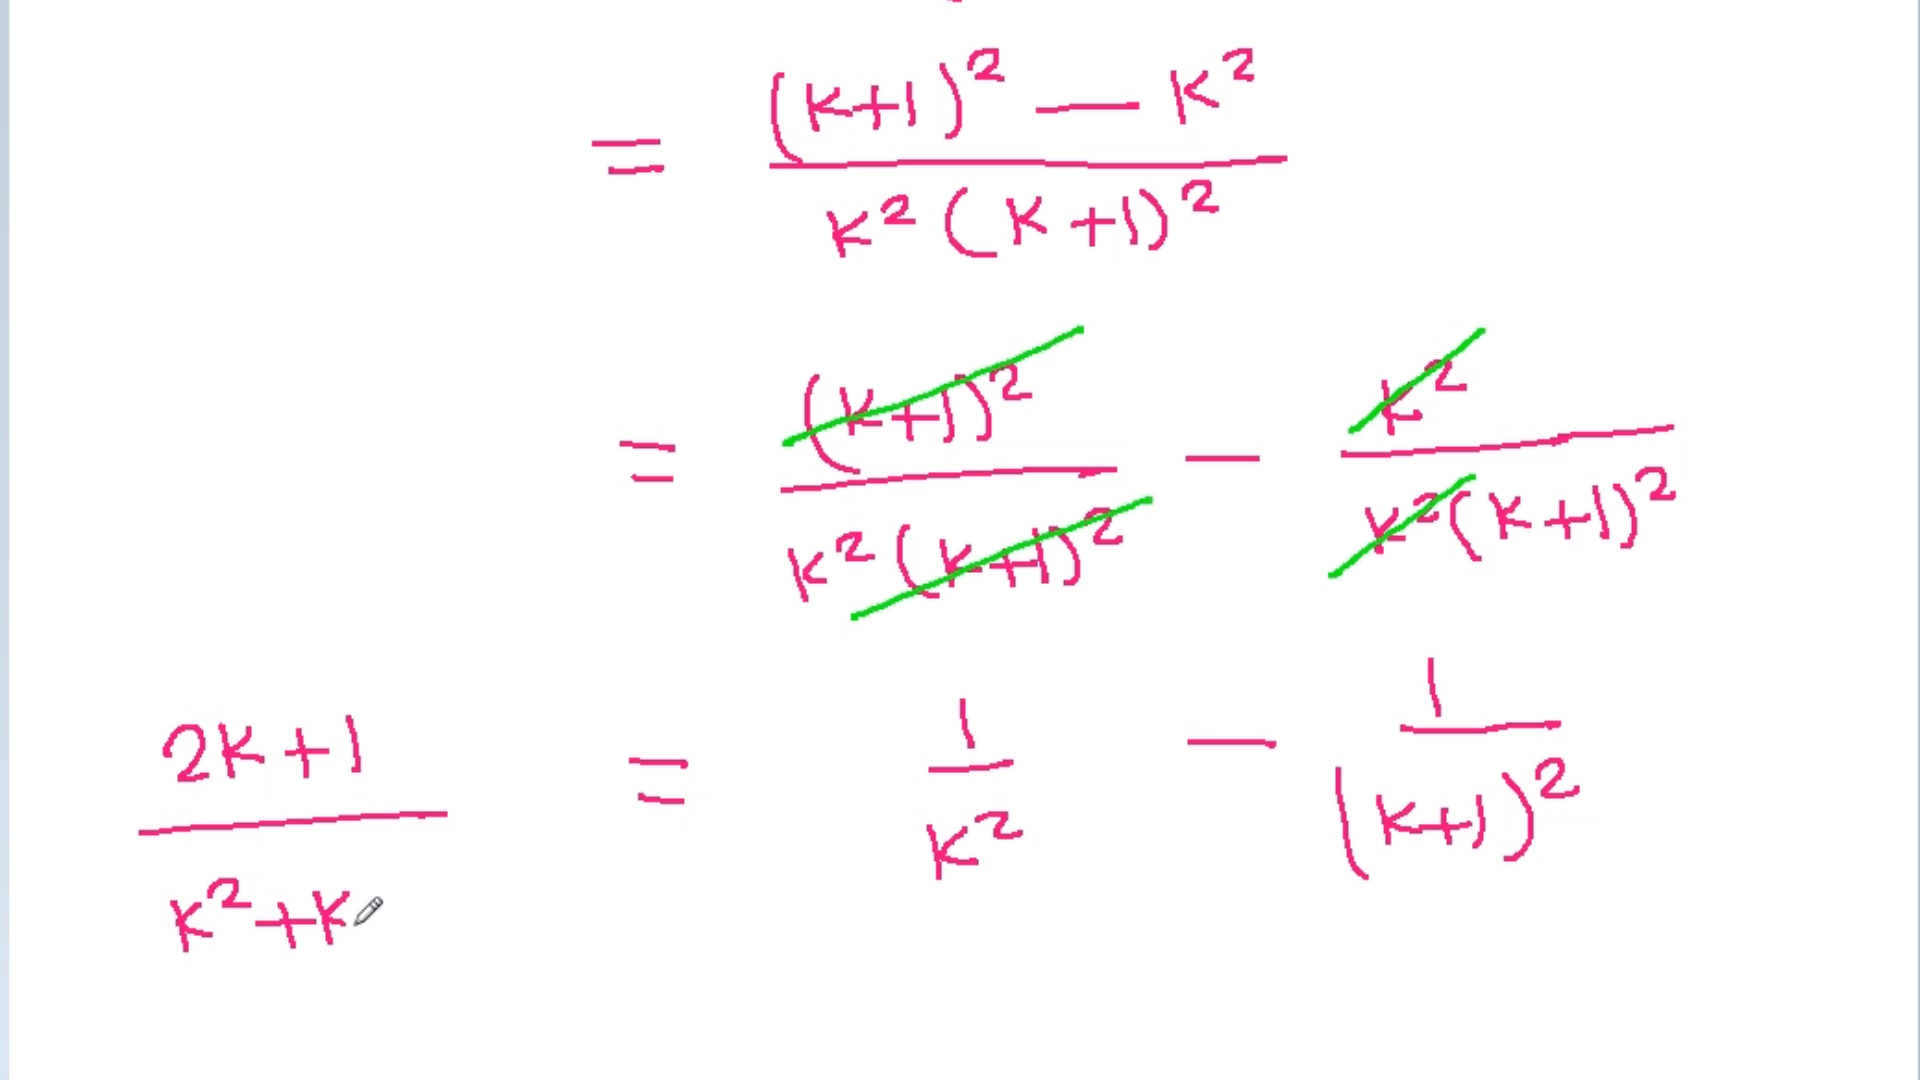 = (k+1)² — k²
k² (k+1)²
= (k+1)² — k²
k² (k+1)² k² (k+1)²
2k+1 = 1 — 1
k²+k k² (k+1)²